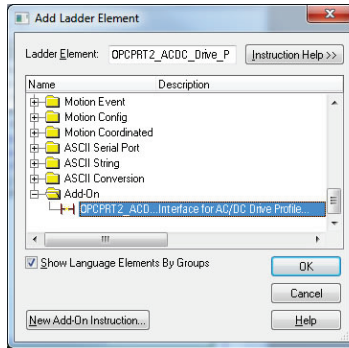 Add Ladder Element
x
Ladder Element: OPCPRT2_ACDC_Drive_P Instruction Help >>
Name Description
Motion Event
Motion Config
Motion Coordinated
ASCII Serial Port
ASCII String
ASCII Conversion
Add-On
OPCPRT2_ACD...Interface for AC/DC Drive Profile...
Show Language Elements By Groups
OK
Cancel
New Add-On Instruction...
Help